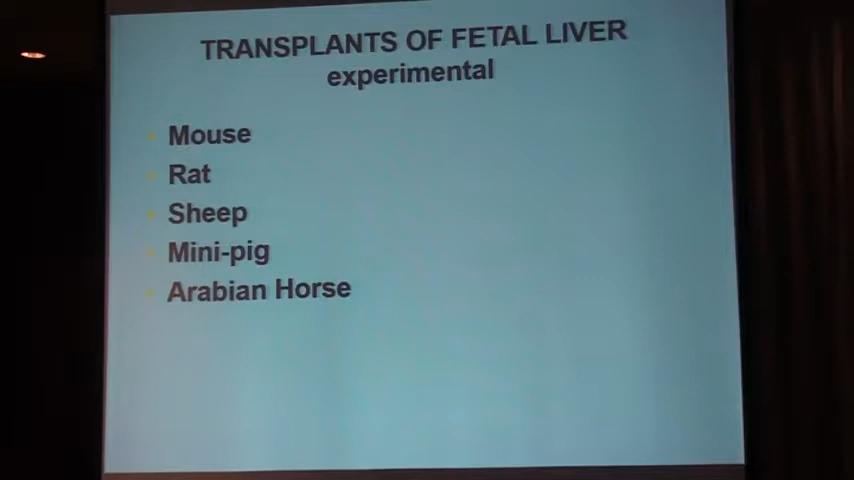 TRANSPLANTS OF FETAL LIVER
experimental
Mouse
Rat
Sheep
Mini-pig
Arabian Horse